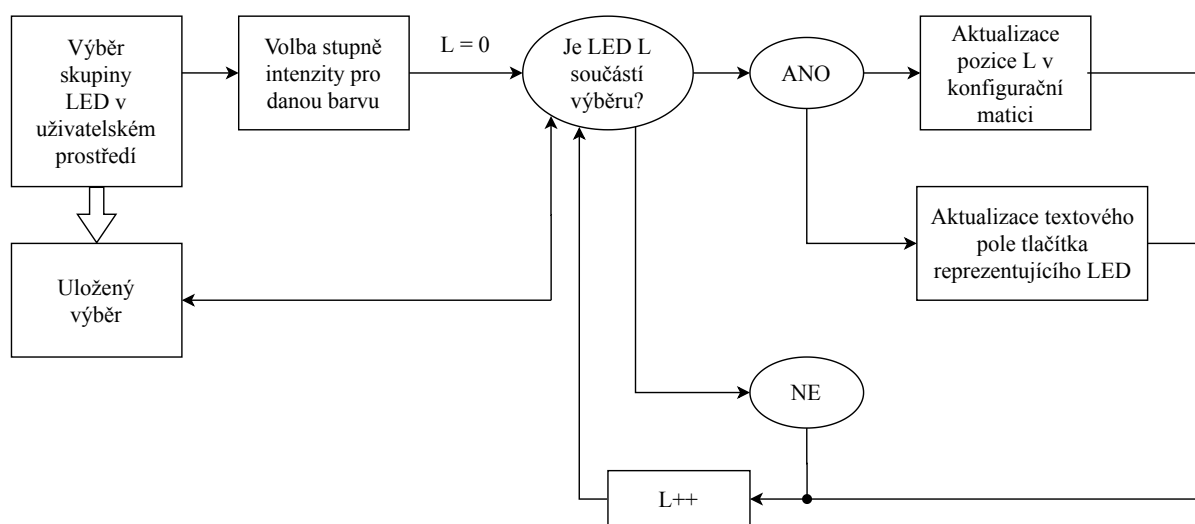 Výběr
skupiny
LED v
uživatelském
prostředí
Volba stupně
intenzity pro
danou barvu
L = 0
Je LED L
součástí
výběru?
ANO
Aktualizace
pozice L v
konfigurační
matici
Aktualizace textového
pole tlačítka
reprezentujícího LED
Uložený
výběr
NE
L++